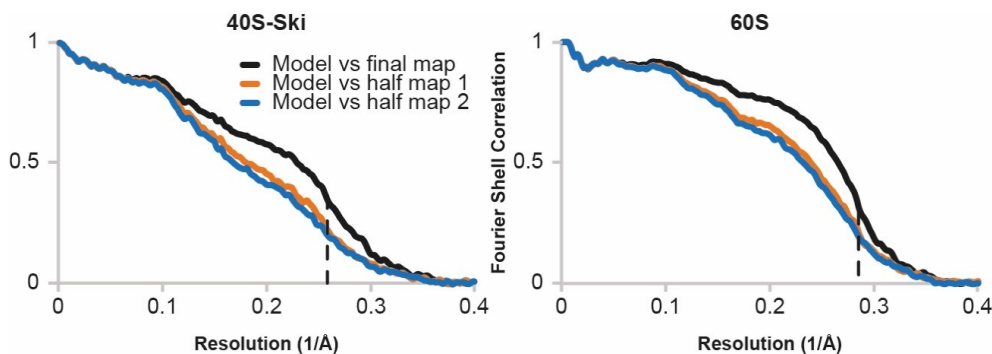 40S-Ski
60S
1
Model vs final map
Model vs half map 1
Model vs half map 2
0.5
0
0
0.1
0.2
0.3
0.4
Resolution (1/Å)
Fourier Shell Correlation
1
0.5
0
0
0.1
0.2
0.3
0.4
Resolution (1/Å)